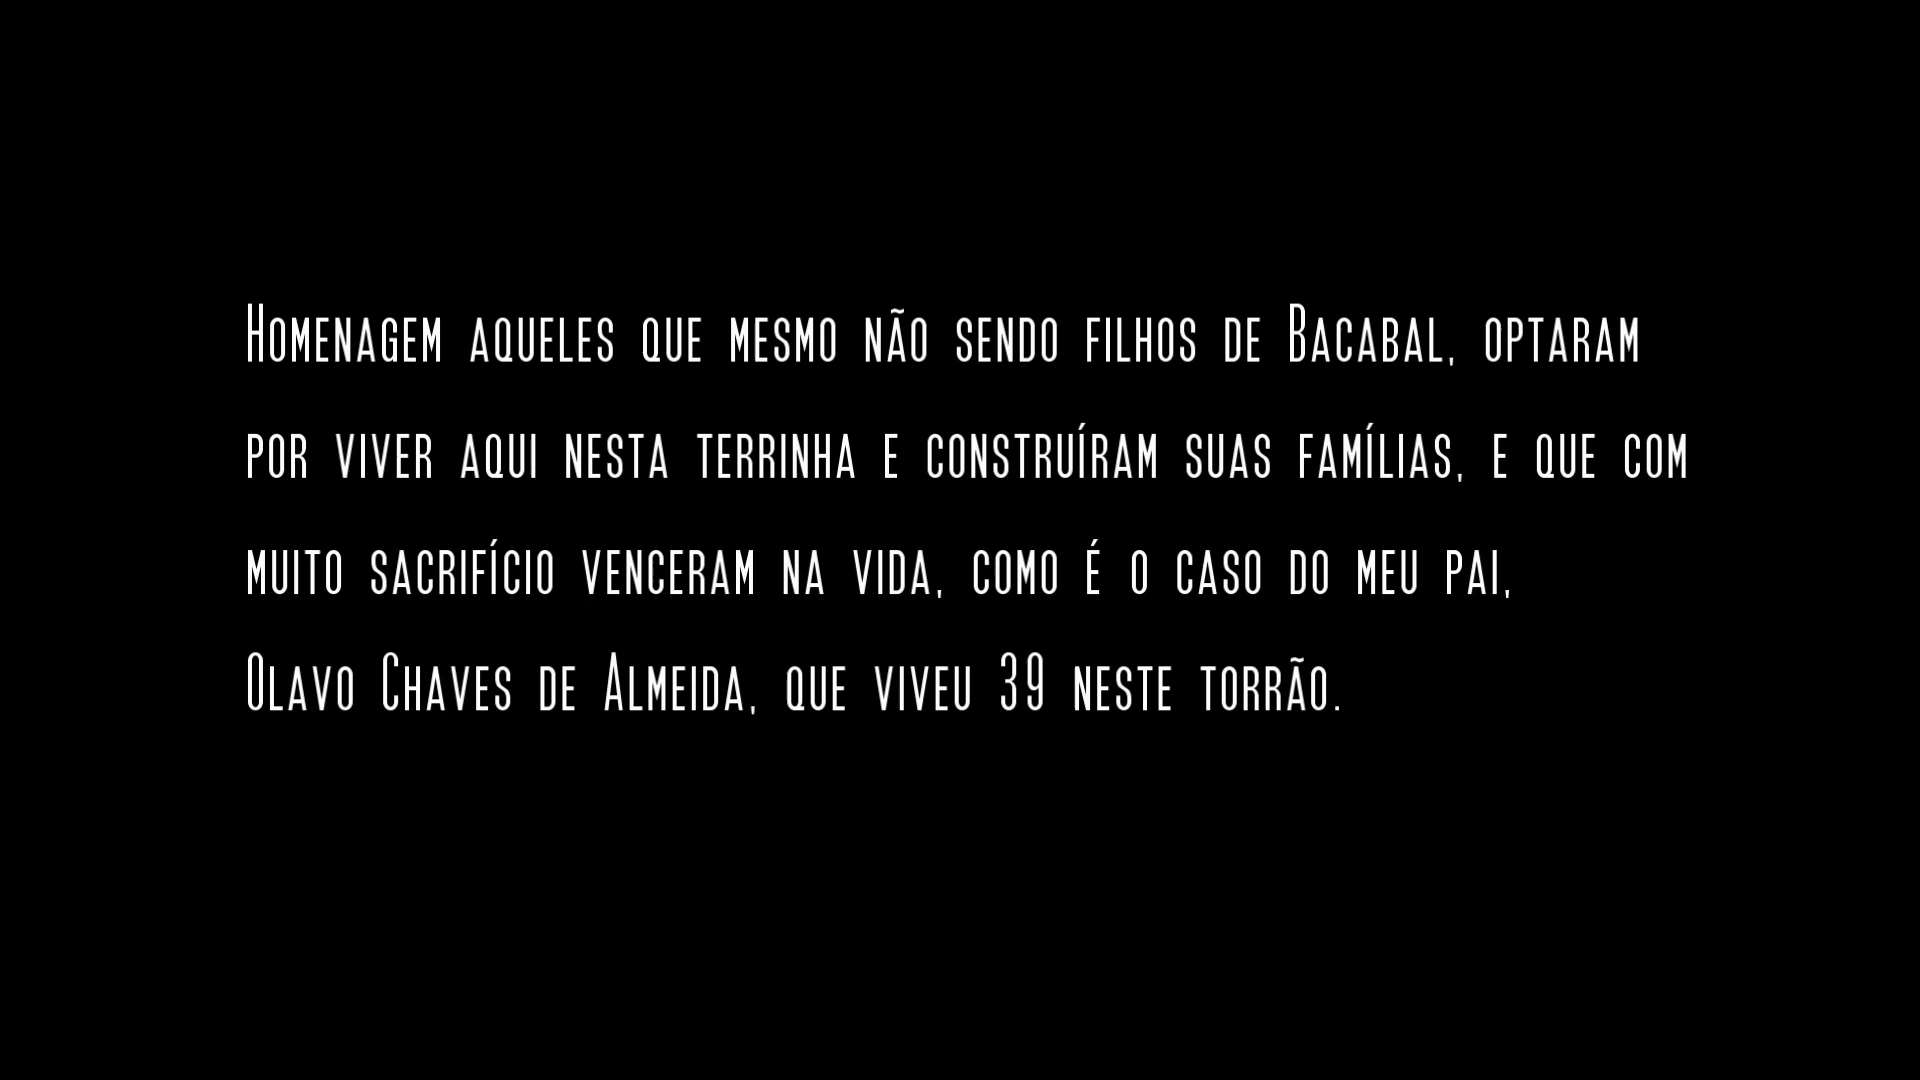 Homenagem aqueles que mesmo não sendo filhos de Bacabal, optaram
por viver aqui nesta terrinha e construíram suas famílias, e que com
muito sacrifício venceram na vida, como é o caso do meu pai,
Olavo Chaves de Almeida, que viveu 39 neste torrão.